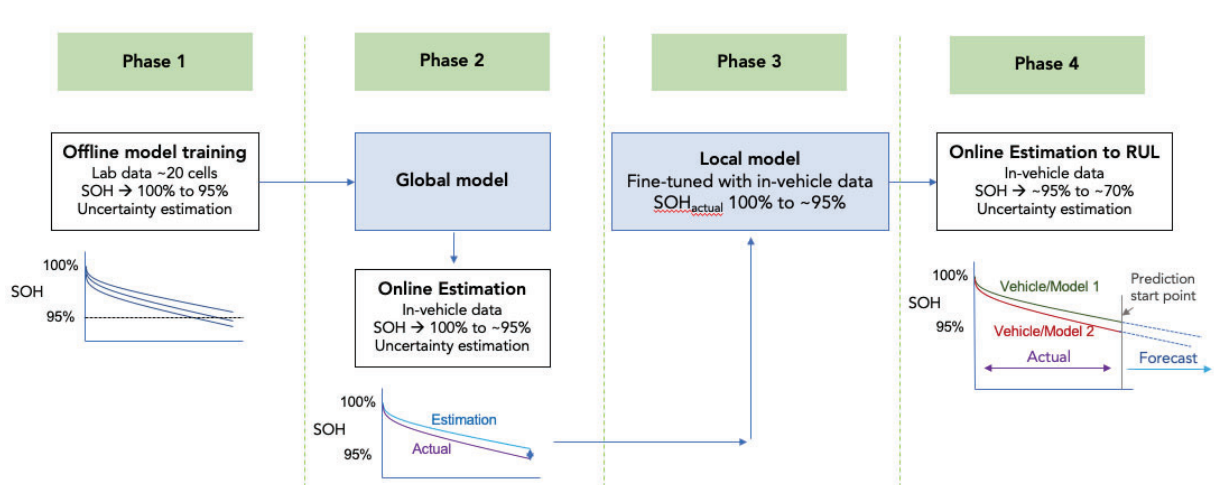 Phase 1
Offline model training
Lab data ~20 cells
SOH → 100% to 95%
Uncertainty estimation
100%
SOH
95%
Phase 2
Global model
Online Estimation
In-vehicle data
SOH → 100% to ~95%
Uncertainty estimation
100%
Estimation
SOH
Actual
95%
Phase 3
Local model
Fine-tuned with in-vehicle data
SOHactual 100% to ~95%
Phase 4
Online Estimation to RUL
In-vehicle data
SOH → ~95% to ~70%
Uncertainty estimation
100%
Vehicle/Model 1
Prediction
start point
SOH
95%
Vehicle/Model 2
Actual
Forecast